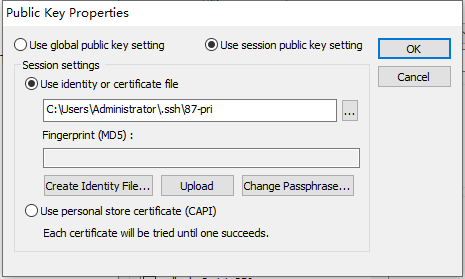 Public Key Properties
Use global public key setting
Use session public key setting
OK
Session settings
Cancel
Use identity or certificate file
C:\Users\Administrator\.ssh\87-pri
...
Fingerprint (MD5) :
Create Identity File...
Upload
Change Passphrase...
Use personal store certificate (CAPI)
Each certificate will be tried until one succeeds.